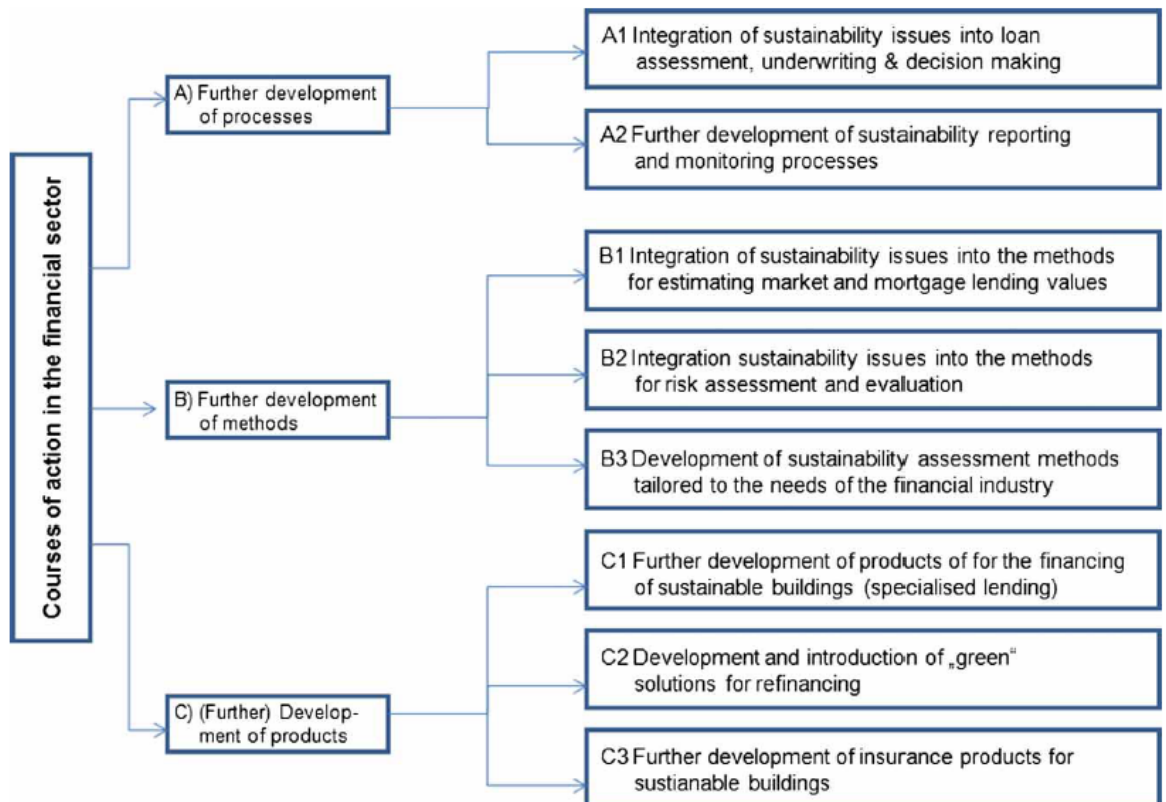 Courses of action in the financial sector
A) Further development
of processes
A1 Integration of sustainability issues into loan
assessment, underwriting & decision making
A2 Further development of sustainability reporting
and monitoring processes
B) Further development
of methods
B1 Integration of sustainability issues into the methods
for estimating market and mortgage lending values
B2 Integration sustainability issues into the methods
for risk assessment and evaluation
B3 Development of sustainability assessment methods
tailored to the needs of the financial industry
C) (Further) Develop-
ment of products
C1 Further development of products of for the financing
of sustainable buildings (specialised lending)
C2 Development and introduction of „green“
solutions for refinancing
C3 Further development of insurance products for
sustianable buildings